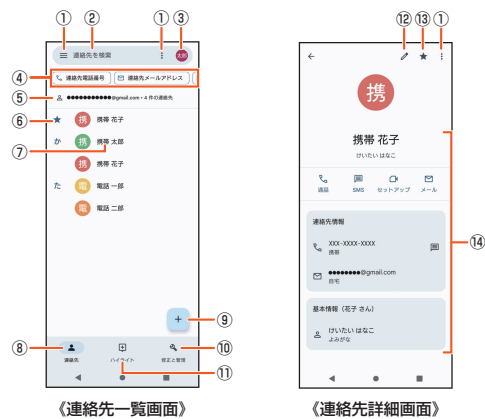 ① ② ① ③
連絡先を検索 太郎
④ 連絡先電話番号 連絡先メールアドレス
⑤ ●●●●●●●●●●●@gmail.com・4 件の連絡先
⑥ ★ 携 携帯 花子
⑦ か 携 携帯 太郎
携 携帯 花子
た 電 電話 一郎
電 電話 二郎
+ ⑨
⑧ ⑩
連絡先 ハイライト 修正と管理
⑪
《連絡先一覧画面》
⑫ ⑬ ①
携
携帯 花子
けいたい はなこ
通話 SMS セットアップ メール
連絡先情報
⑭
XXX-XXXX-XXXX
携帯
●●●●●●●●@gmail.com
自宅
基本情報（花子 さん）
けいたい はなこ
よみがな
《連絡先詳細画面》